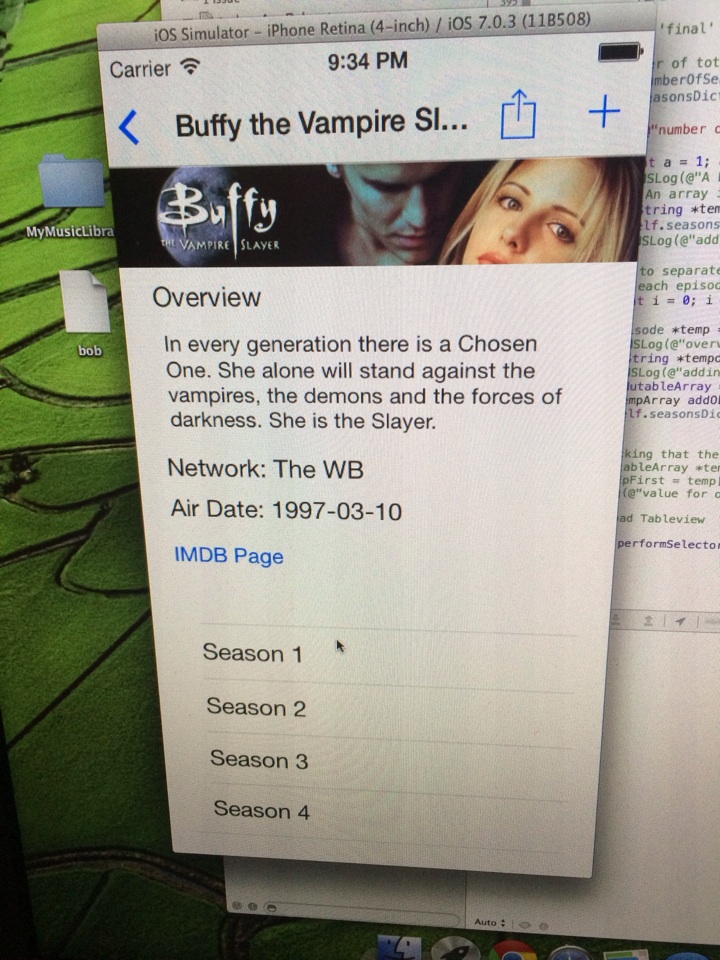 iOS Simulator – iPhone Retina (4-inch) / iOS 7.0.3 (11B508)
Carrier
9:34 PM
Buffy the Vampire Sl...
Buffy
THE VAMPIRE SLAYER
Overview
In every generation there is a Chosen
One. She alone will stand against the
vampires, the demons and the forces of
darkness. She is the Slayer.
Network: The WB
Air Date: 1997-03-10
IMDB Page
Season 1
Season 2
Season 3
Season 4
MyMusicLibra
bob
'final'
r of tot
mberOfSe
asonsDic
"number o
t a = 1;
SLog(@"A
An array
tring *tem
lf.seasons
SLog(@"add
to separate
each episod
t i = 0; i
sode *temp =
SLog(@"overv
tring *tempo
SLog(@"addin
utableArray
mpArray addOb
lf.seasonsDic
king that the
ableArray *tem
pFirst = temp[
(@"value for o
ad Tableview
performSelector
Auto